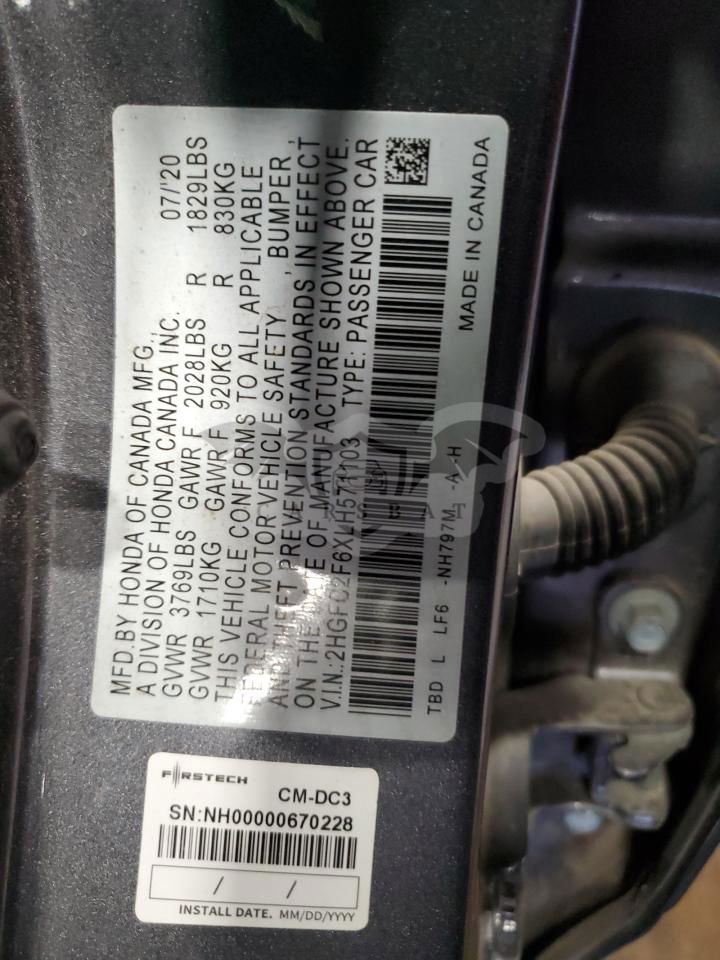 MFD.BY HONDA OF CANADA MFG., 07/'20
A DIVISION OF HONDA CANADA INC.
GVWR 3769LBS GAWR F 2028LBS R 1829LBS
GVWR 1710KG GAWR F 920KG R 830KG
THIS VEHICLE CONFORMS TO ALL APPLICABLE
FEDERAL MOTOR VEHICLE SAFETY, BUMPER,
AND THEFT PREVENTION STANDARDS IN EFFECT
ON THE DATE OF MANUFACTURE SHOWN ABOVE.
V.I.N.: TYPE: PASSENGER CAR
TBD L LF6 -NH797M- -A -H MADE IN CANADA
FIRSTECH
CM-DC3
SN:NH00000670228
/ /
INSTALL DATE. MM/DD/YYYY